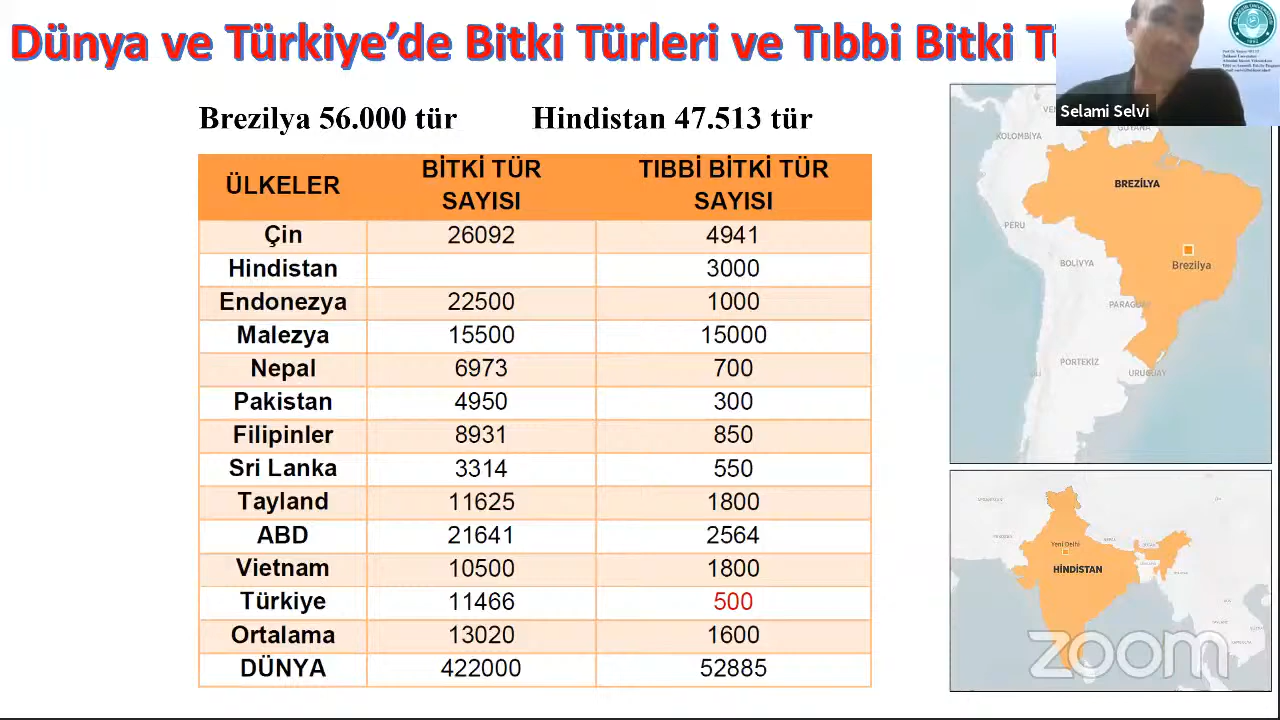 Dünya ve Türkiye’de Bitki Türleri ve Tıbbi Bitki Tü
Selami Selvi
Brezilya 56.000 tür Hindistan 47.513 tür
ÜLKELER BİTKİ TÜR SAYISI TIBBİ BİTKİ TÜR SAYISI
Çin 26092 4941
Hindistan 3000
Endonezya 22500 1000
Malezya 15500 15000
Nepal 6973 700
Pakistan 4950 300
Filipinler 8931 850
Sri Lanka 3314 550
Tayland 11625 1800
ABD 21641 2564
Vietnam 10500 1800
Türkiye 11466 500
Ortalama 13020 1600
DÜNYA 422000 52885
KOLOMBİYA
GUYANA
BREZİLYA
PERU
Brezilya
BOLİVYA
PARAGUAY
PORTEKİZ
URUGUAY
Yeni Delhi
HİNDİSTAN
zoom